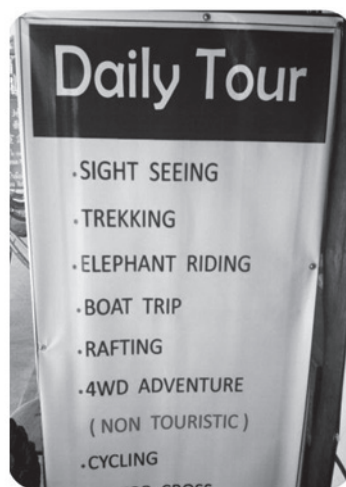 Daily Tour
•SIGHT SEEING
•TREKKING
•ELEPHANT RIDING
•BOAT TRIP
•RAFTING
•4WD ADVENTURE
( NON TOURISTIC )
•CYCLING